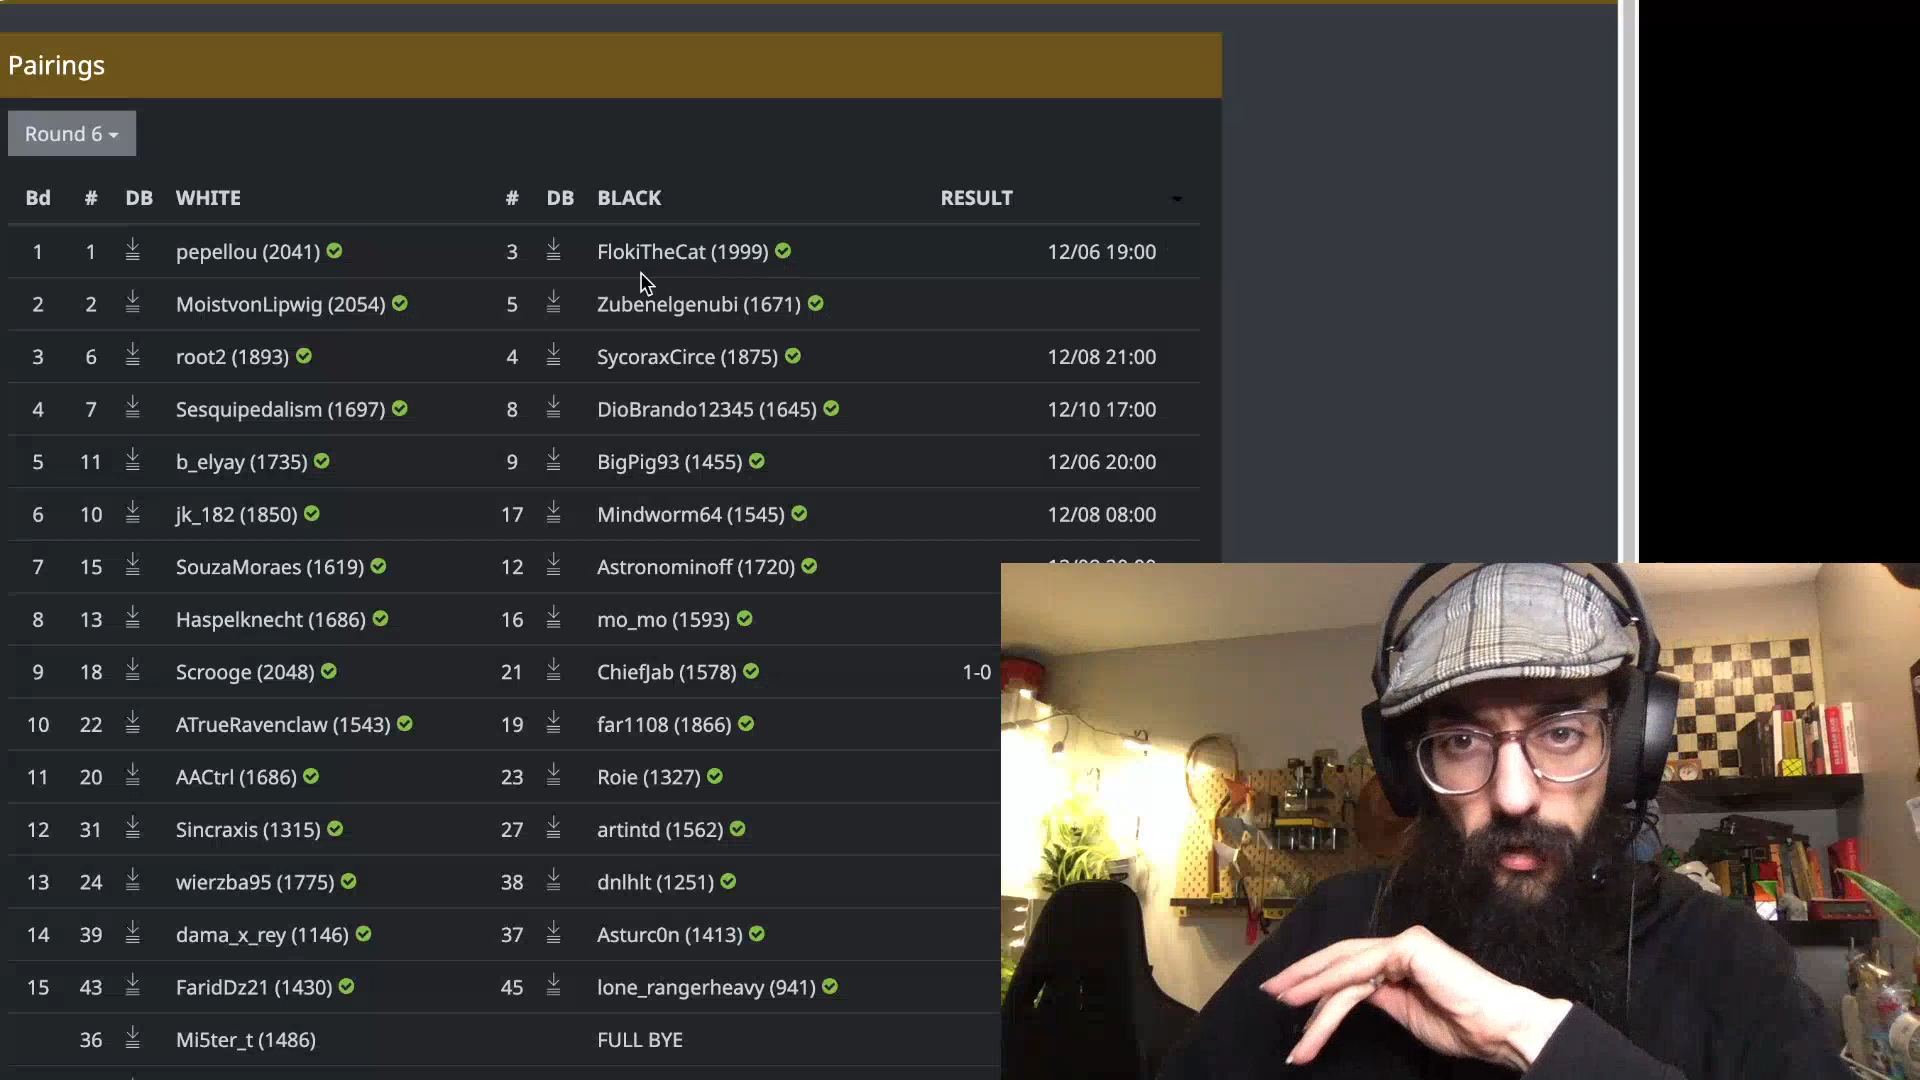 Pairings
Round 6
Bd # DB WHITE # DB BLACK RESULT
1 1 pepellou (2041) 3 FlokiTheCat (1999) 12/06 19:00
2 2 MoistvonLipwig (2054) 5 Zubenelgenubi (1671)
3 6 root2 (1893) 4 SycoraxCirce (1875) 12/08 21:00
4 7 Sesquipedalism (1697) 8 DioBrando12345 (1645) 12/10 17:00
5 11 b_elyay (1735) 9 BigPig93 (1455) 12/06 20:00
6 10 jk_182 (1850) 17 Mindworm64 (1545) 12/08 08:00
7 15 SouzaMoraes (1619) 12 Astronominoff (1720)
8 13 Haspelknecht (1686) 16 mo_mo (1593)
9 18 Scrooge (2048) 21 ChiefJab (1578) 1-0
10 22 ATrueRavenclaw (1543) 19 far1108 (1866)
11 20 AACtrl (1686) 23 Roie (1327)
12 31 Sincraxis (1315) 27 artintd (1562)
13 24 wierzba95 (1775) 38 dnlhlt (1251)
14 39 dama_x_rey (1146) 37 Asturc0n (1413)
15 43 FaridDz21 (1430) 45 lone_rangerheavy (941)
36 Mi5ter_t (1486) FULL BYE